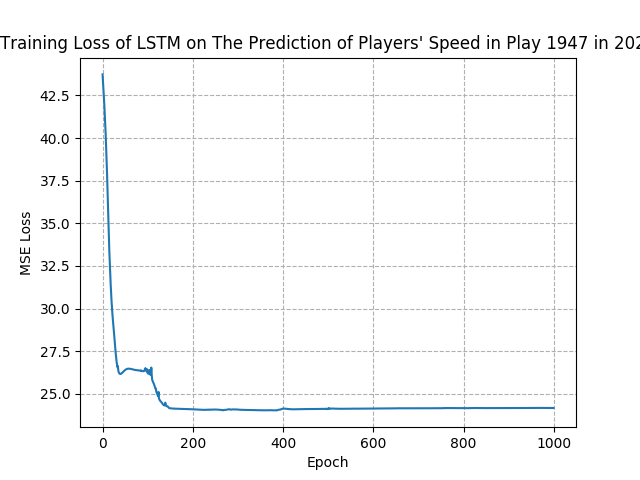 Training Loss of LSTM on The Prediction of Players' Speed in Play 1947 in 202
42.5
40.0
37.5
35.0
32.5
30.0
27.5
25.0
MSE Loss
0 200 400 600 800 1000
Epoch